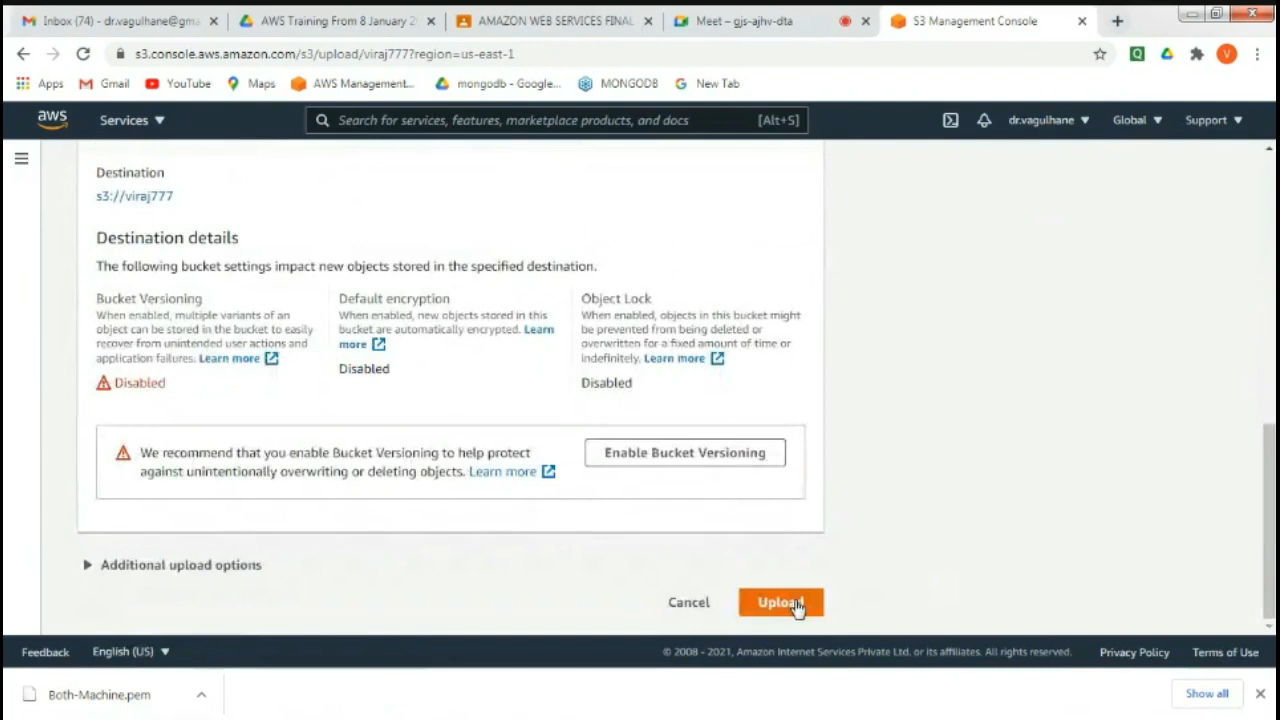 Inbox (74) - dr.vagulhane@gma
AWS Training From 8 January 2
AMAZON WEB SERVICES FINAL
Meet – gjs-ajhv-dta
S3 Management Console
s3.console.aws.amazon.com/s3/upload/viraj777?region=us-east-1
Q
V
Apps
Gmail
YouTube
Maps
AWS Management...
mongodb - Google...
MONGODB
New Tab
aws
Services
Search for services, features, marketplace products, and docs
[Alt+S]
dr.vagulhane
Global
Support
Destination
s3://viraj777
Destination details
The following bucket settings impact new objects stored in the specified destination.
Bucket Versioning
When enabled, multiple variants of an
object can be stored in the bucket to easily
recover from unintended user actions and
application failures. Learn more
Disabled
Default encryption
When enabled, new objects stored in this
bucket are automatically encrypted. Learn
more
Disabled
Object Lock
When enabled, objects in this bucket might
be prevented from being deleted or
overwritten for a fixed amount of time or
indefinitely. Learn more
Disabled
We recommend that you enable Bucket Versioning to help protect
against unintentionally overwriting or deleting objects. Learn more
Enable Bucket Versioning
Additional upload options
Cancel
Upload
Feedback
English (US)
© 2008 - 2021, Amazon Internet Services Private Ltd. or its affiliates. All rights reserved.
Privacy Policy
Terms of Use
Both-Machine.pem
Show all